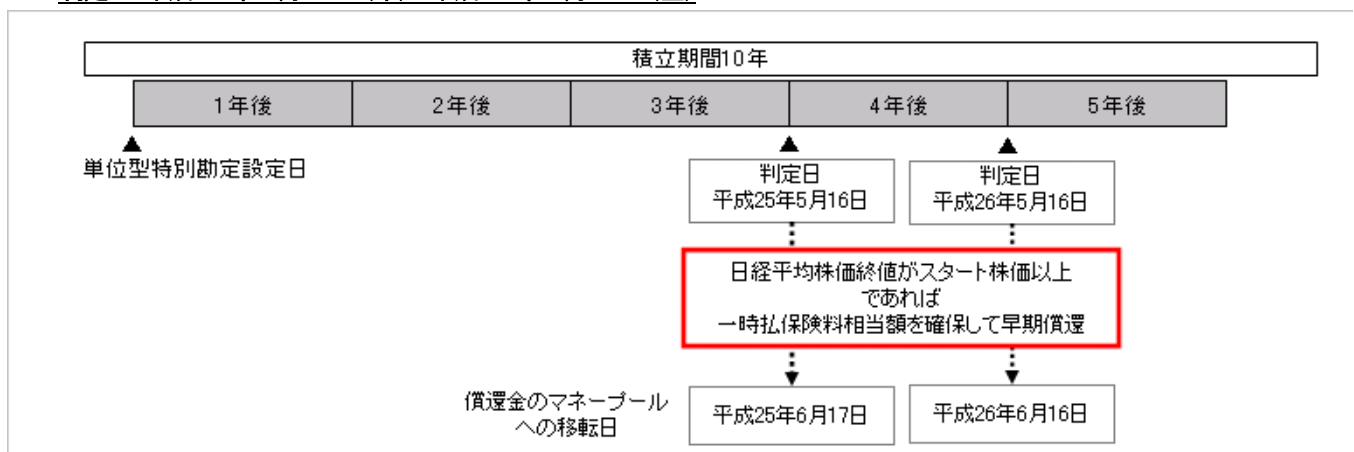 積立期間10年
1年後 2年後 3年後 4年後 5年後
単位型特別勘定設定日
判定日
平成25年5月16日
判定日
平成26年5月16日
日経平均株価終値がスタート株価以上
であれば
一時払保険料相当額を確保して早期償還
償還金のマネープール
への移転日
平成25年6月17日
平成26年6月16日